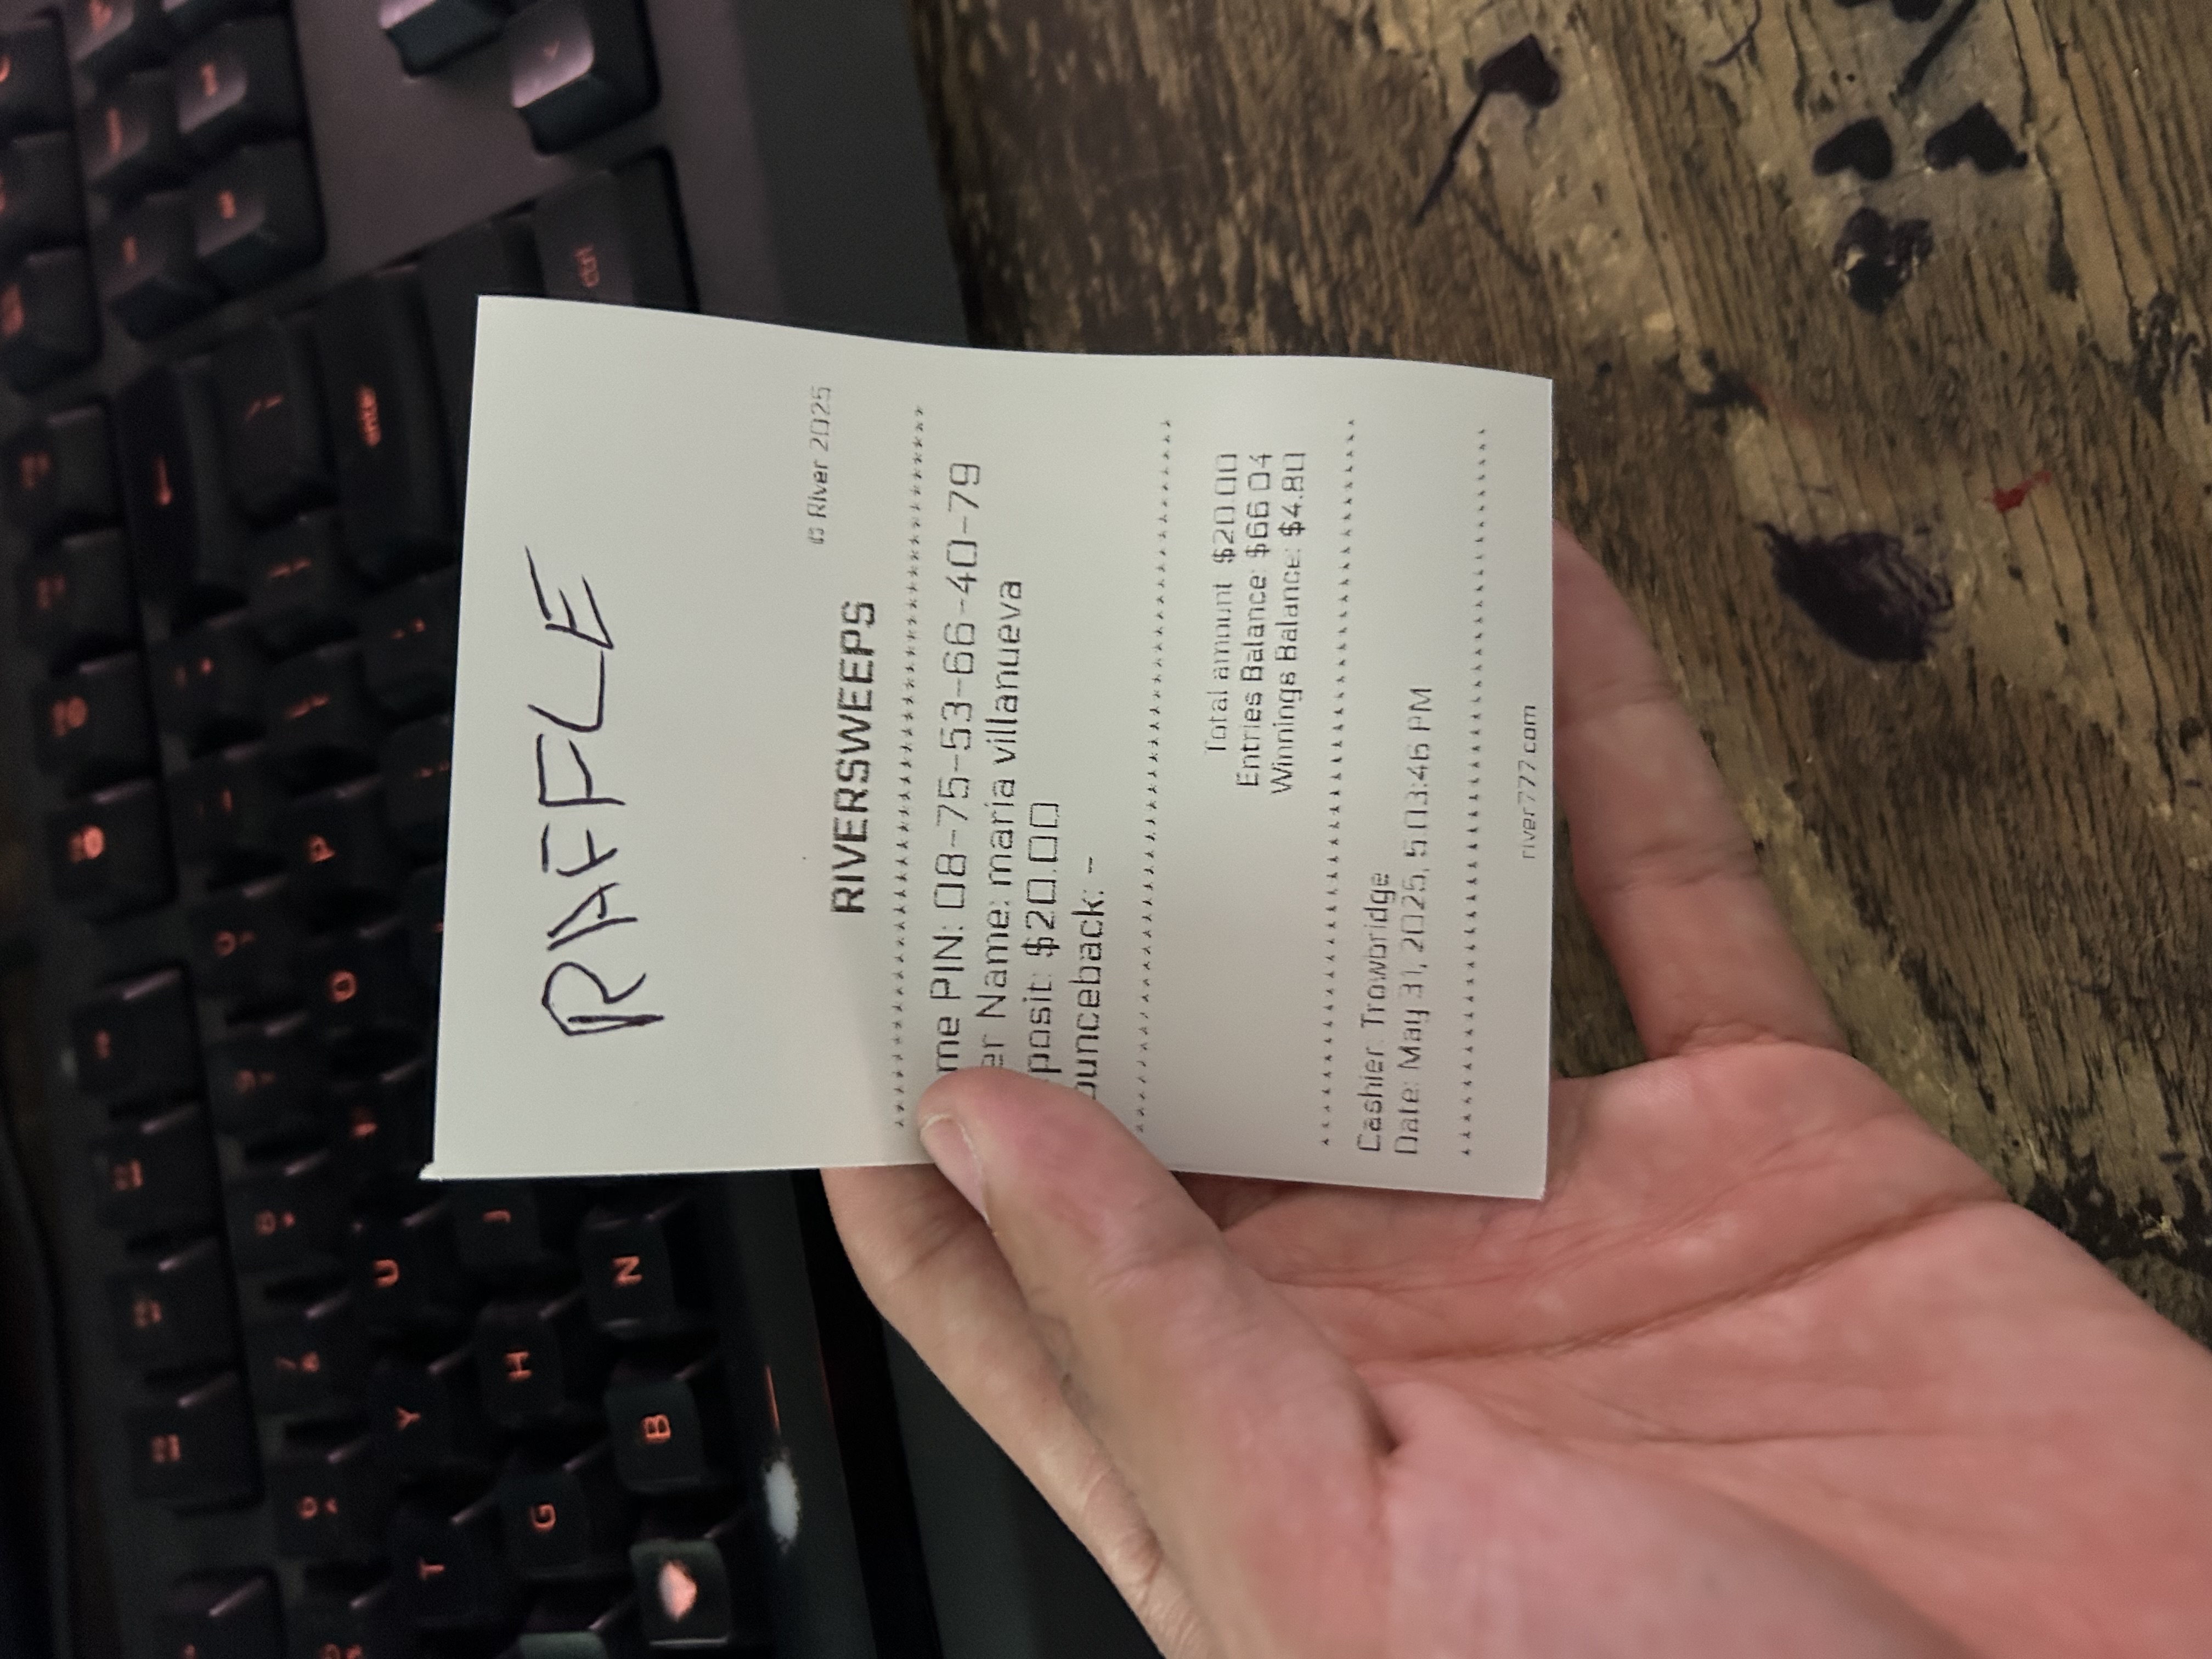 RAFFLE
© River 2025
RIVERSWEEPS
****************************************
me PIN: 08-75-53-66-40-79
er Name: maria villanueva
posit: $20.00
ounceback: -
****************************************
Total amount $20.00
Entries Balance: $66.04
Winnings Balance: $4.80
****************************************
Cashier: Trowbridge
Date: May 31, 2025, 5:03:46 PM
****************************************
river777.com
enter
ctrl
P
O
U
J
N
H
Y
B
G
T